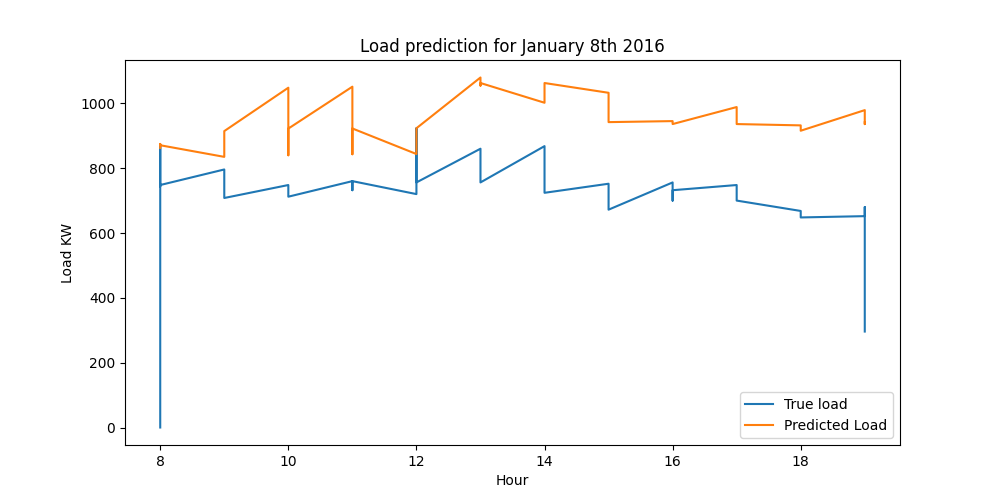 Load prediction for January 8th 2016
1000
800
600
400
200
0
Load KW
8 10 12 14 16 18
Hour
True load
Predicted Load